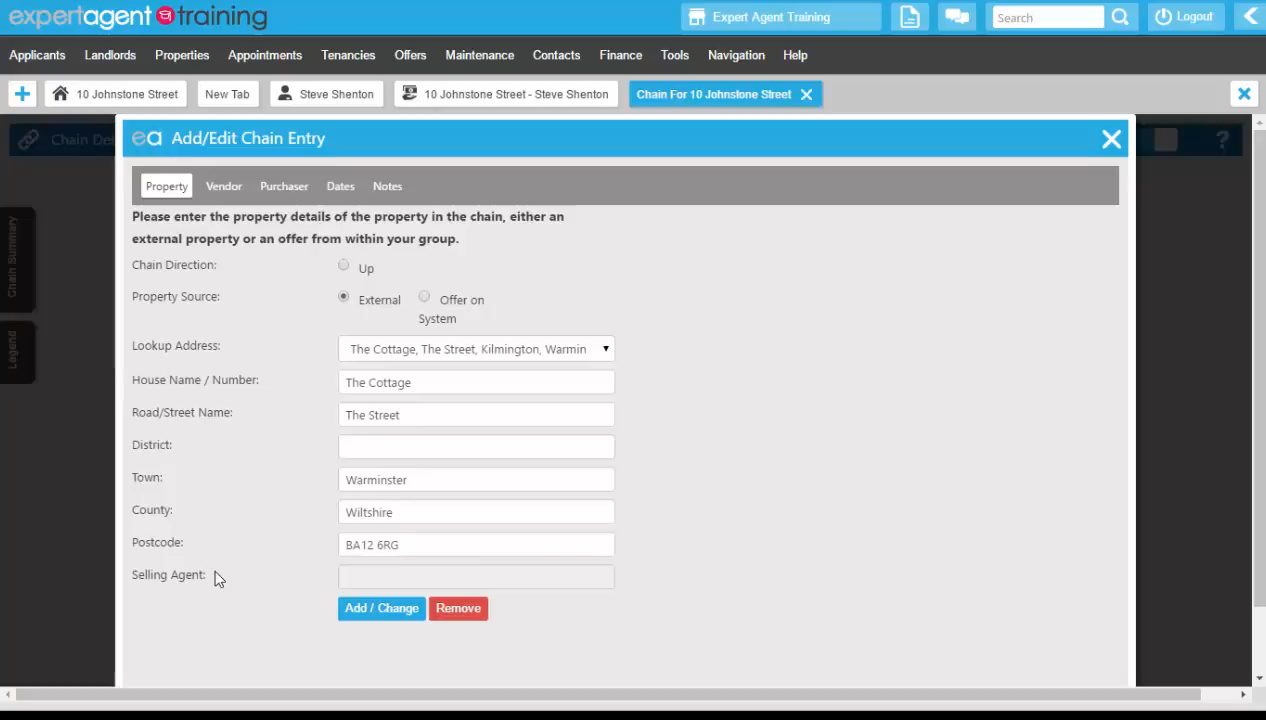 expertagent training
Expert Agent Training
Search
Logout
Applicants Landlords Properties Appointments Tenancies Offers Maintenance Contacts Finance Tools Navigation Help
10 Johnstone Street New Tab Steve Shenton 10 Johnstone Street - Steve Shenton Chain For 10 Johnstone Street
Chain De
?
ea Add/Edit Chain Entry
Property Vendor Purchaser Dates Notes
Please enter the property details of the property in the chain, either an
external property or an offer from within your group.
Chain Direction: Up
Property Source: External Offer on
System
Lookup Address: The Cottage, The Street, Kilmington, Warmin
House Name / Number: The Cottage
Road/Street Name: The Street
District:
Town: Warminster
County: Wiltshire
Postcode: BA12 6RG
Selling Agent:
Add / Change Remove
Chain Summary
Legend